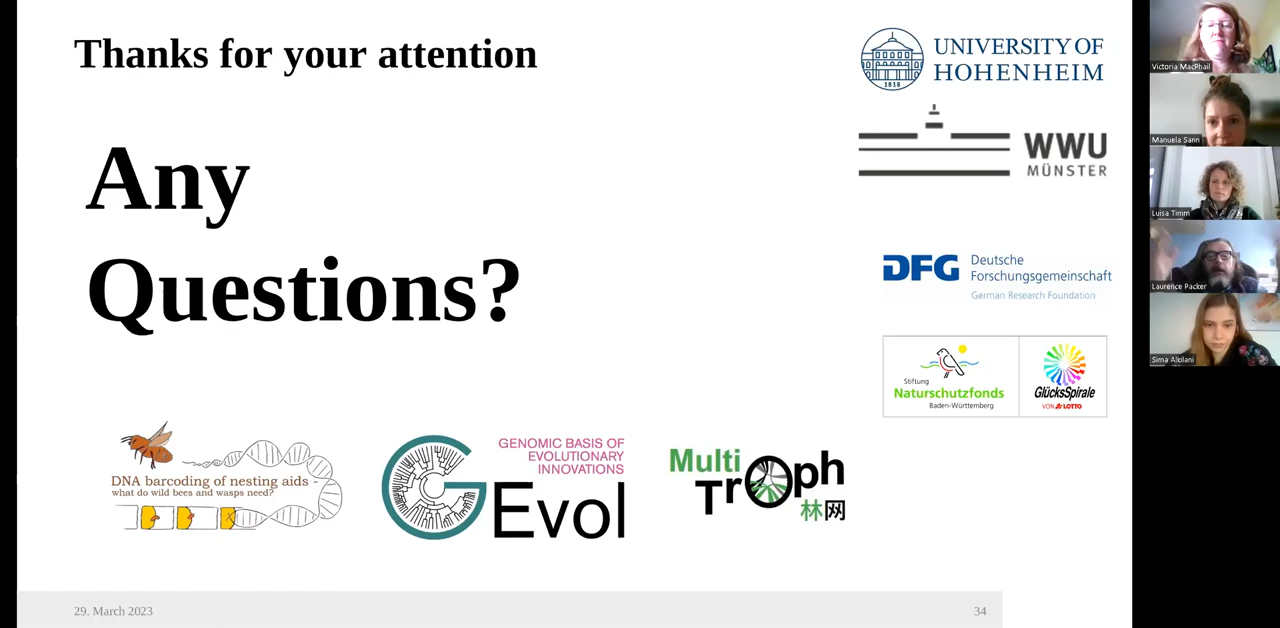 Thanks for your attention
Any
Questions?
UNIVERSITY OF
HOHENHEIM
1818
WWU
MÜNSTER
DFG
Deutsche
Forschungsgemeinschaft
German Research Foundation
Stiftung
Naturschutzfonds
Baden-Württemberg
GlücksSpirale
VON LOTTO
DNA barcoding of nesting aids -
what do wild bees and wasps need?
GENOMIC BASIS OF
EVOLUTIONARY
INNOVATIONS
GEvol
Multi
TrOph
林网
29. March 2023
34
Victoria MacPhail
Manuela Sann
Luisa Timm
Laurence Packer
Sima Alolani